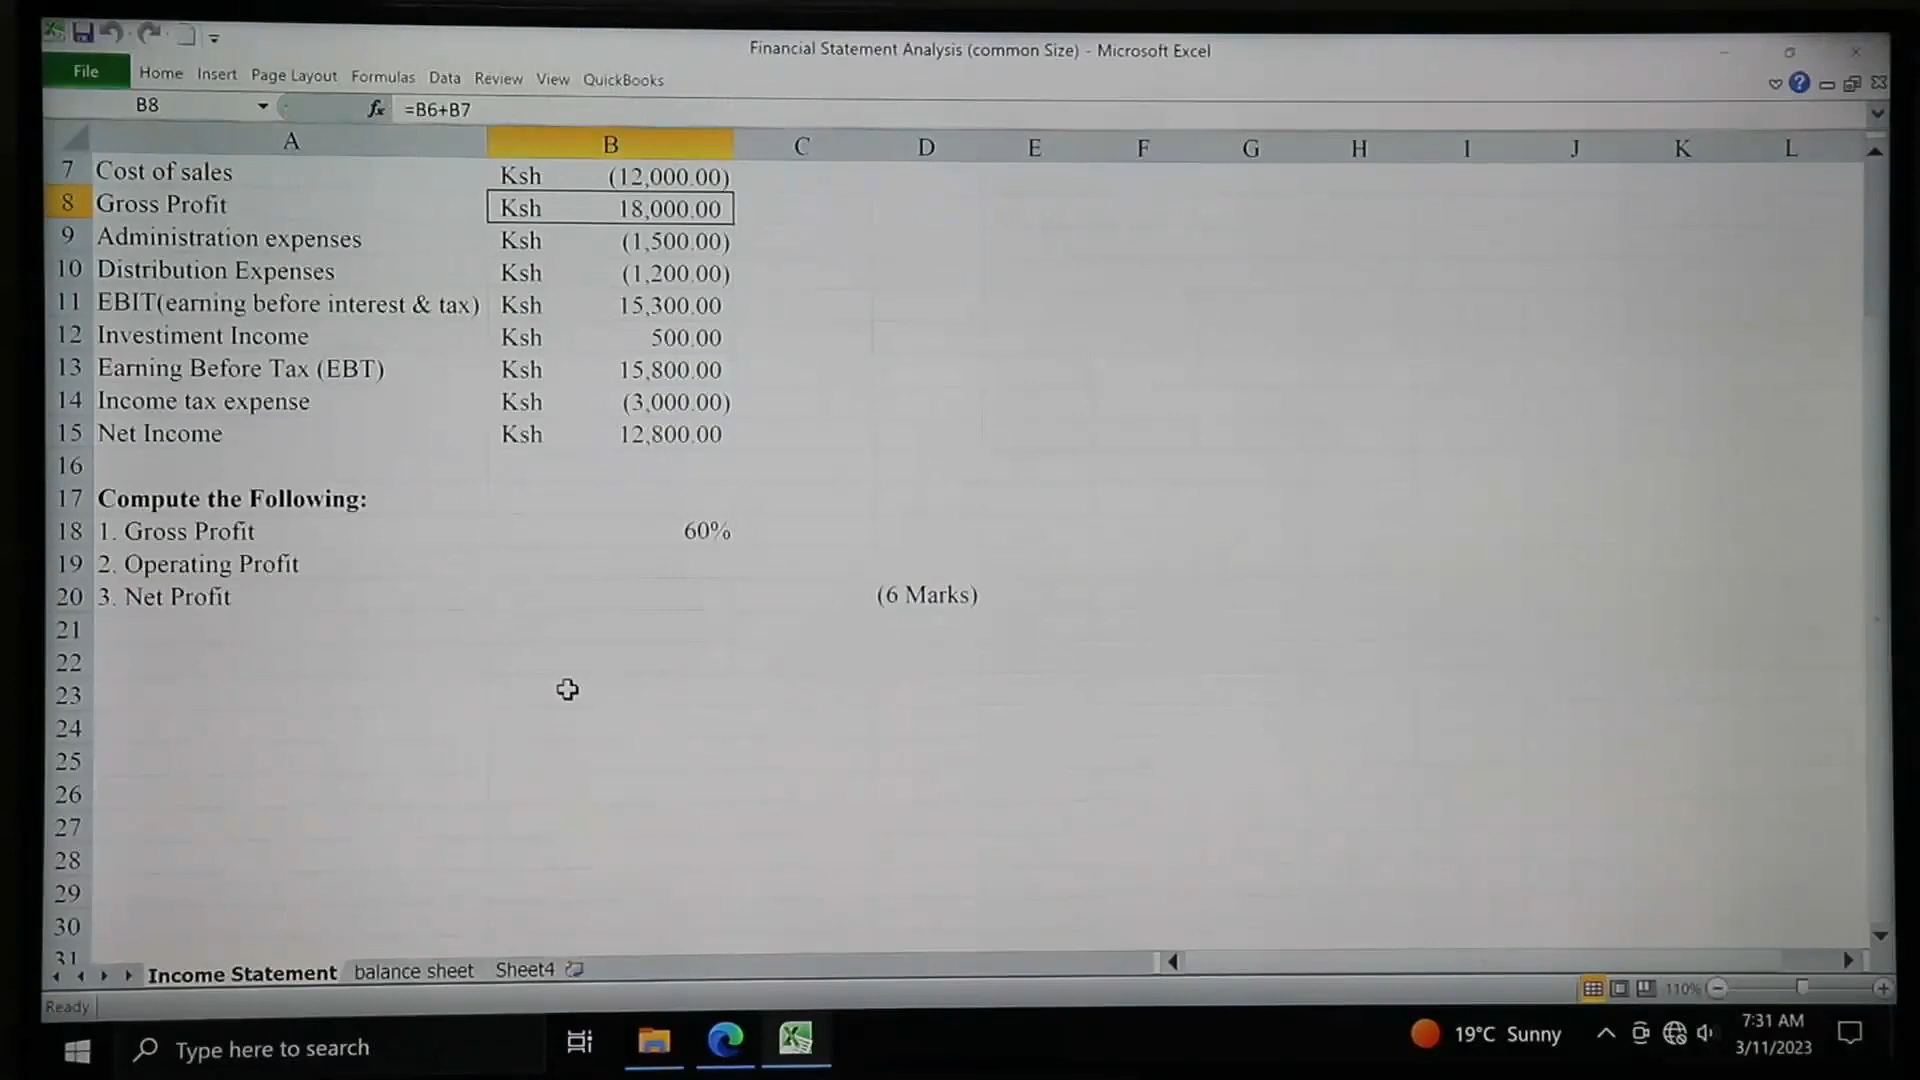 Financial Statement Analysis (common Size) - Microsoft Excel
File Home Insert Page Layout Formulas Data Review View QuickBooks
B8 fx =B6+B7
A B C D E F G H I J K L
7 Cost of sales Ksh (12,000.00)
8 Gross Profit Ksh 18,000.00
9 Administration expenses Ksh (1,500.00)
10 Distribution Expenses Ksh (1,200.00)
11 EBIT(earning before interest & tax) Ksh 15,300.00
12 Investiment Income Ksh 500.00
13 Earning Before Tax (EBT) Ksh 15,800.00
14 Income tax expense Ksh (3,000.00)
15 Net Income Ksh 12,800.00
16
17 Compute the Following:
18 1. Gross Profit 60%
19 2. Operating Profit
20 3. Net Profit (6 Marks)
21
22
23
24
25
26
27
28
29
30
31
Income Statement balance sheet Sheet4
Ready 110%
Type here to search 19°C Sunny 7:31 AM
3/11/2023